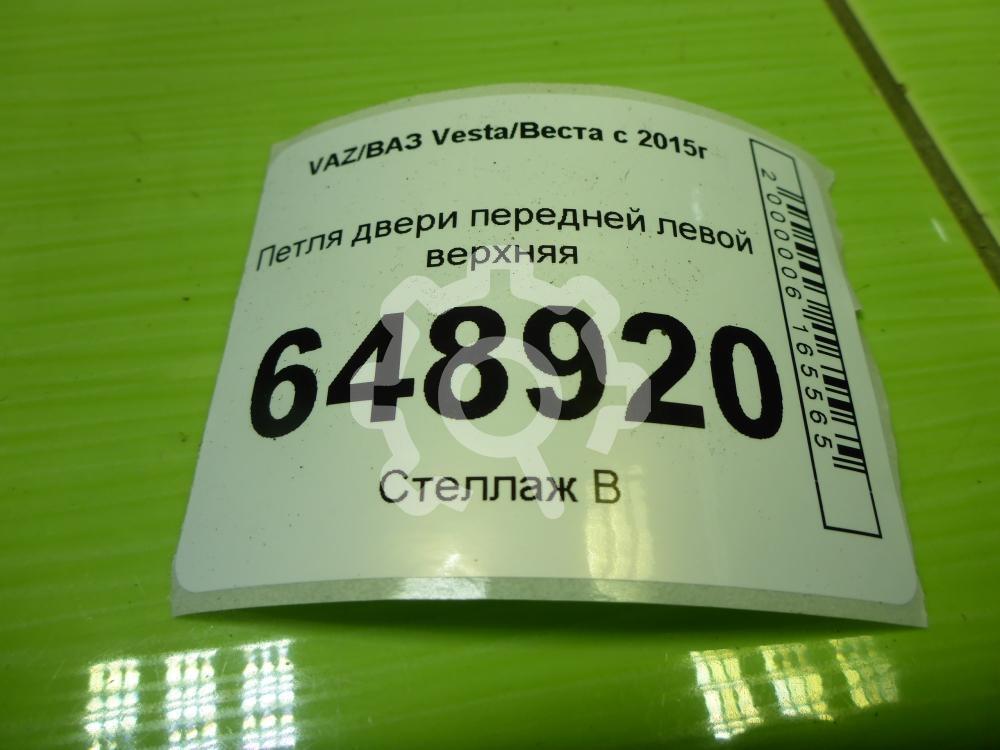 VAZ/ВАЗ Vesta/Веста с 2015г
Петля двери передней левой
верхняя
648920
Стеллаж В
2000006165565